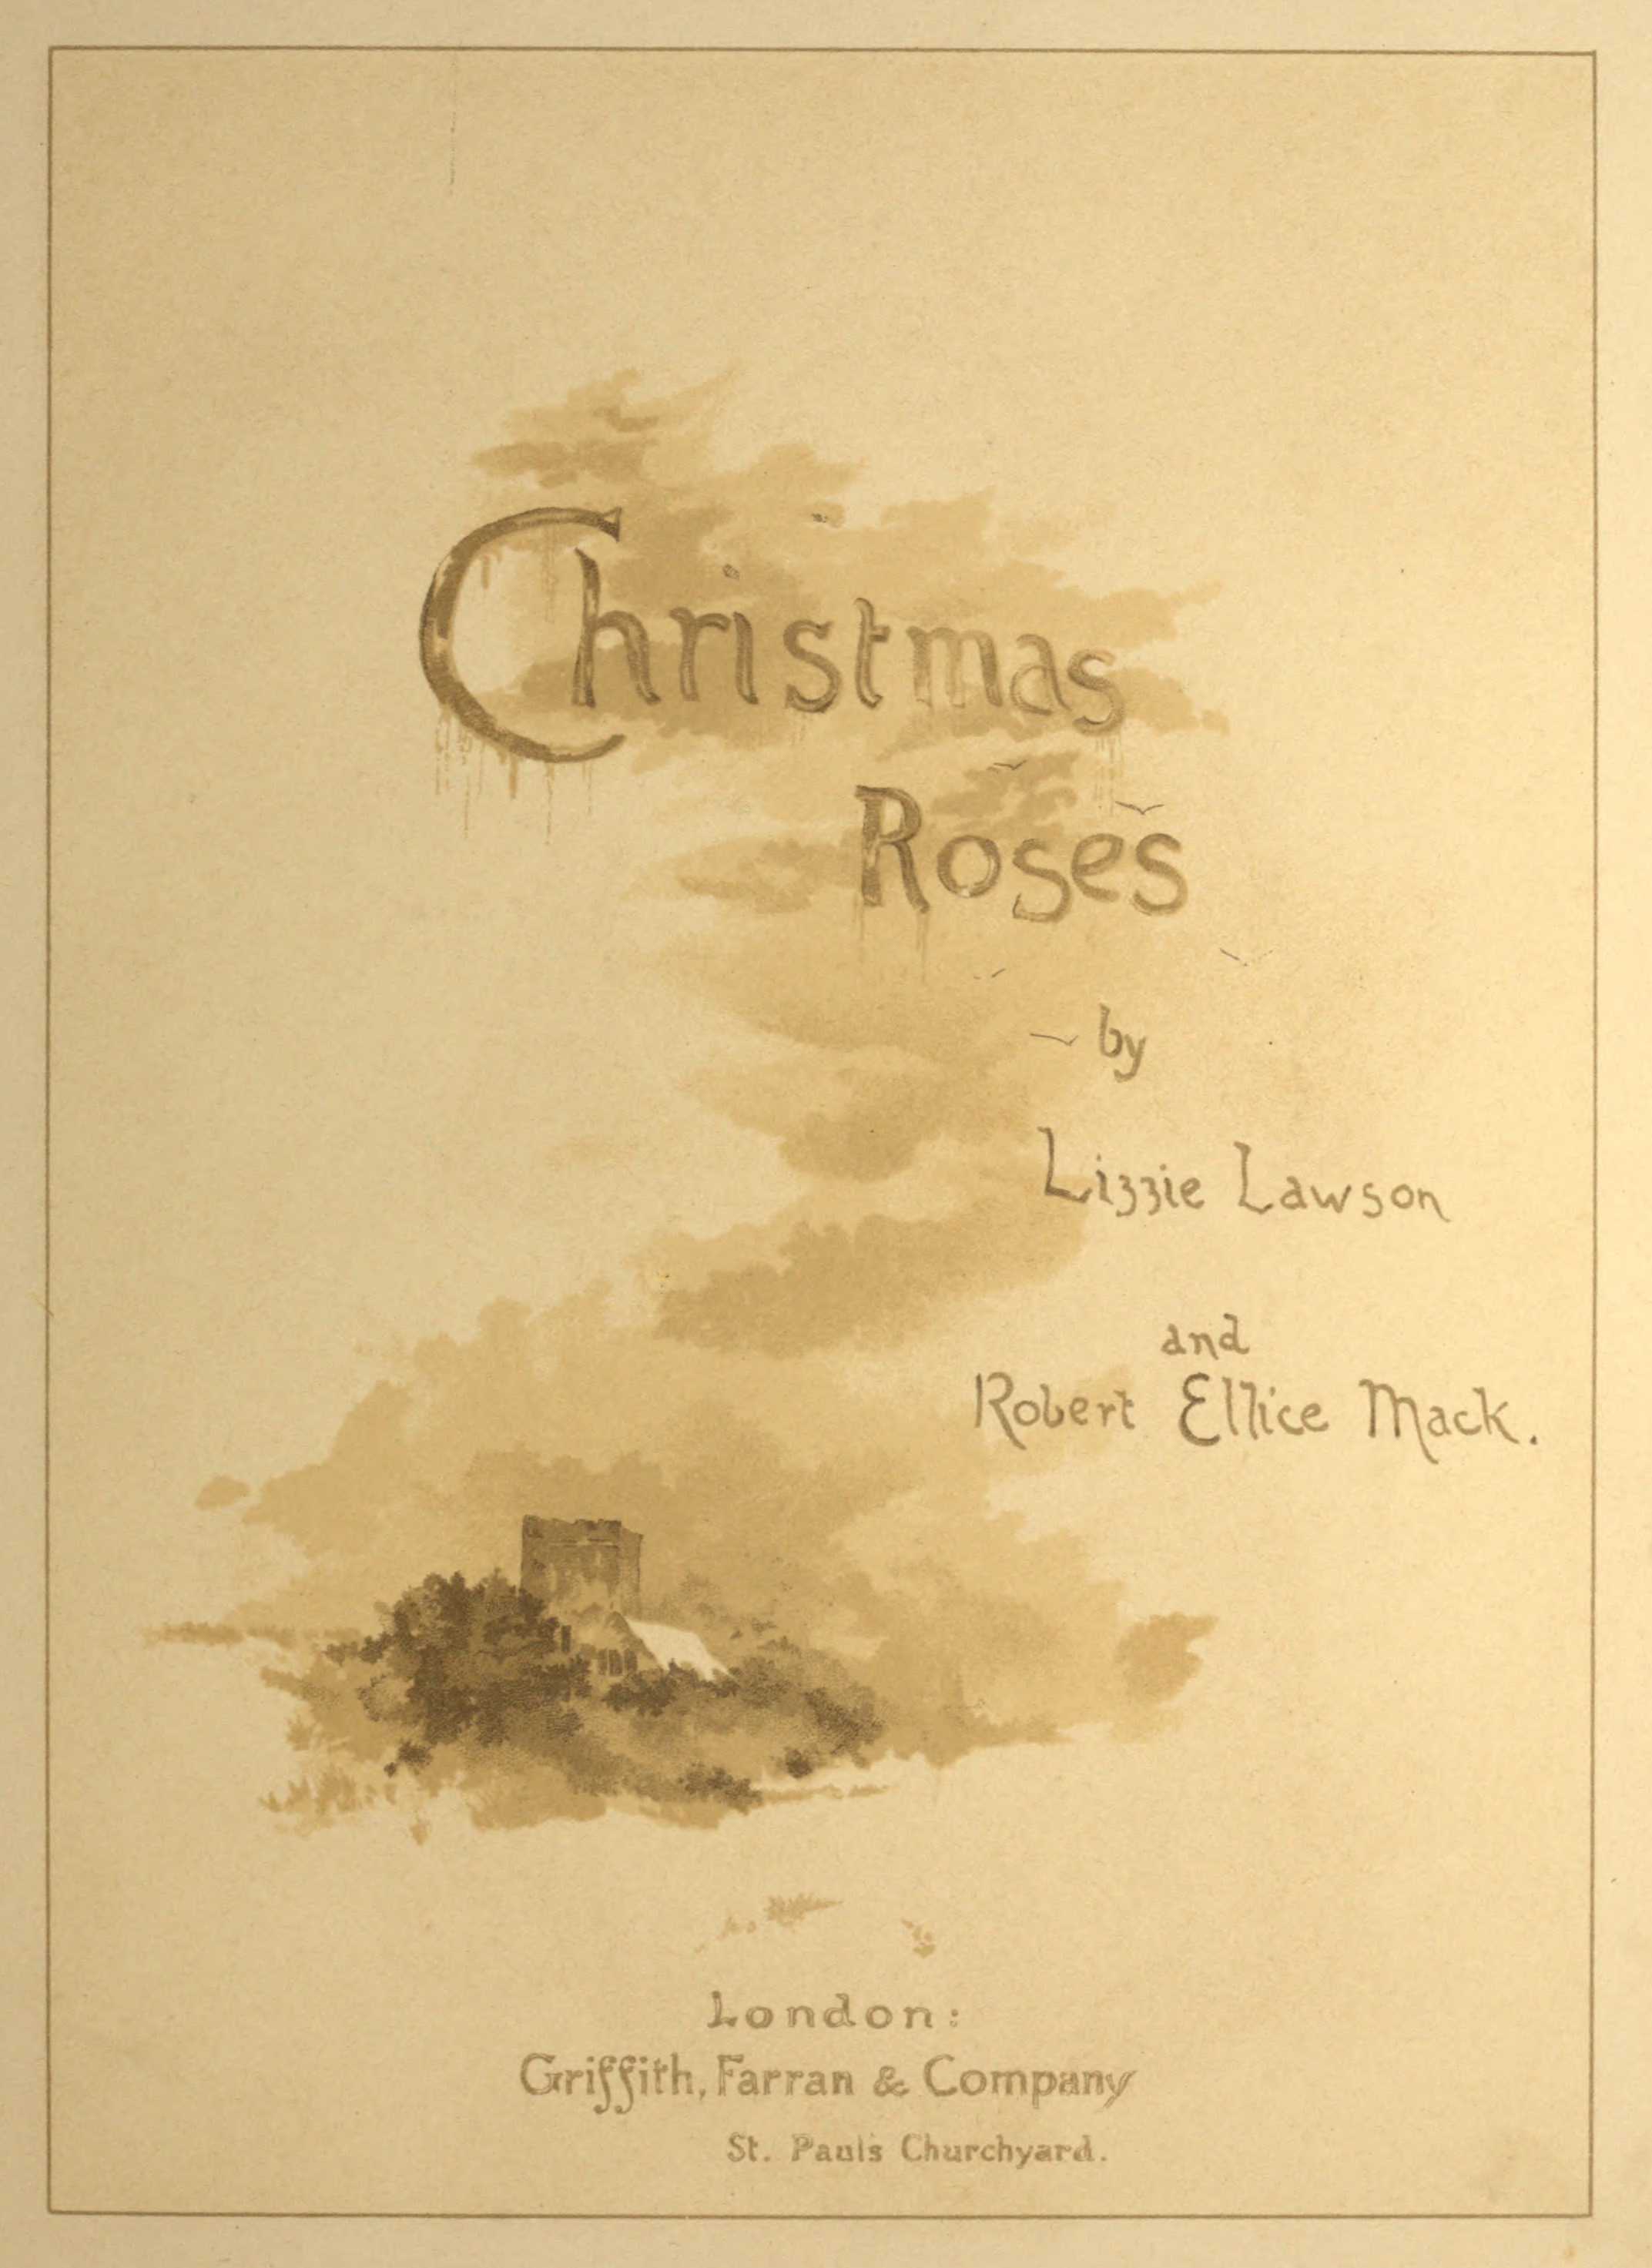 Christmas
Roses
by
Lizzie Lawson
and
Robert Ellice Mack.
London:
Griffith, Farran & Company
St. Pauls Churchyard.